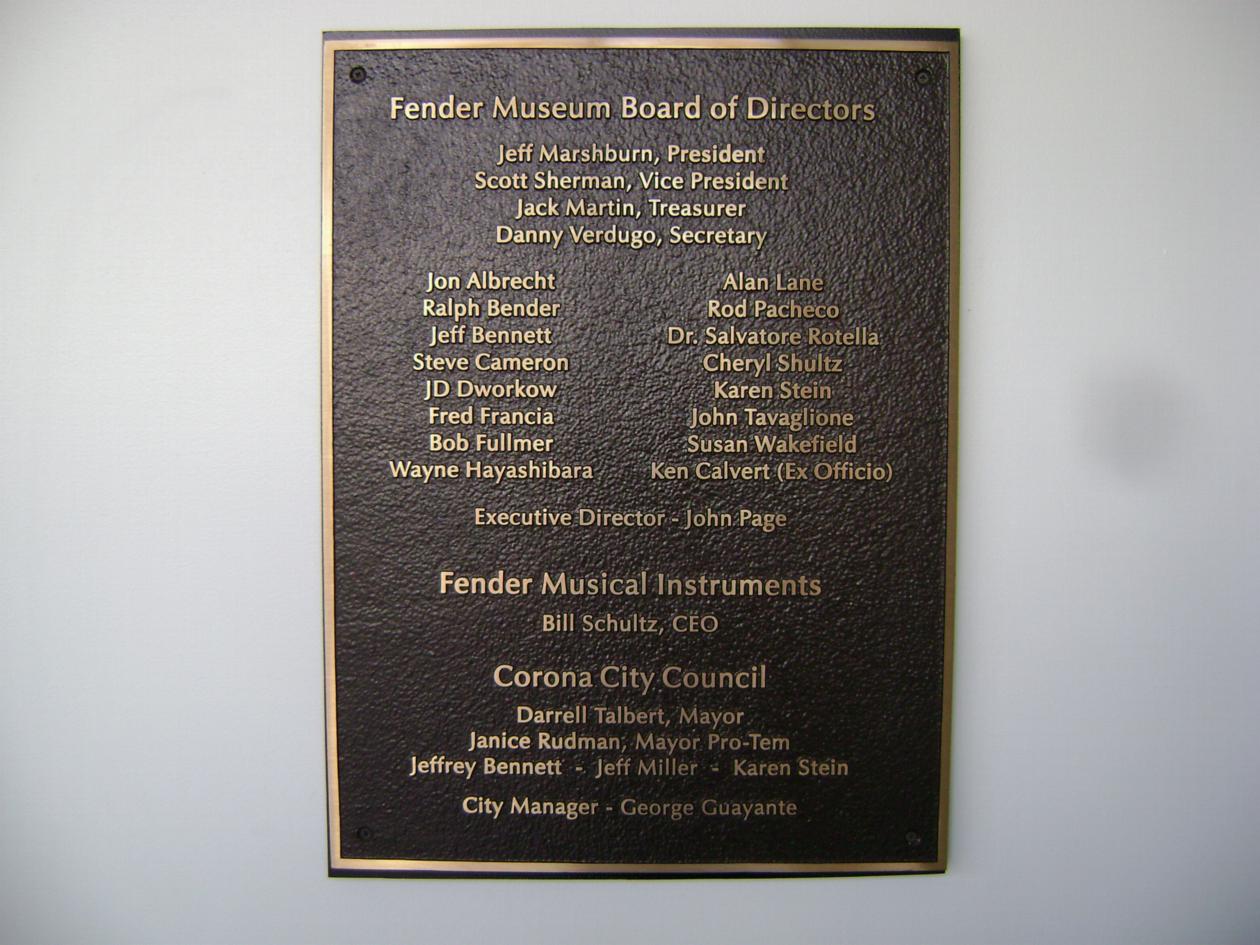 Fender Museum Board of Directors
Jeff Marshburn, President
Scott Sherman, Vice President
Jack Martin, Treasurer
Danny Verdugo, Secretary
Jon Albrecht
Ralph Bender
Jeff Bennett
Steve Cameron
JD Dworkow
Fred Francia
Bob Fullmer
Wayne Hayashibara
Alan Lane
Rod Pacheco
Dr. Salvatore Rotella
Cheryl Shultz
Karen Stein
John Tavaglione
Susan Wakefield
Ken Calvert (Ex Officio)
Executive Director - John Page
Fender Musical Instruments
Bill Schultz, CEO
Corona City Council
Darrell Talbert, Mayor
Janice Rudman, Mayor Pro-Tem
Jeffrey Bennett - Jeff Miller - Karen Stein
City Manager - George Guayante